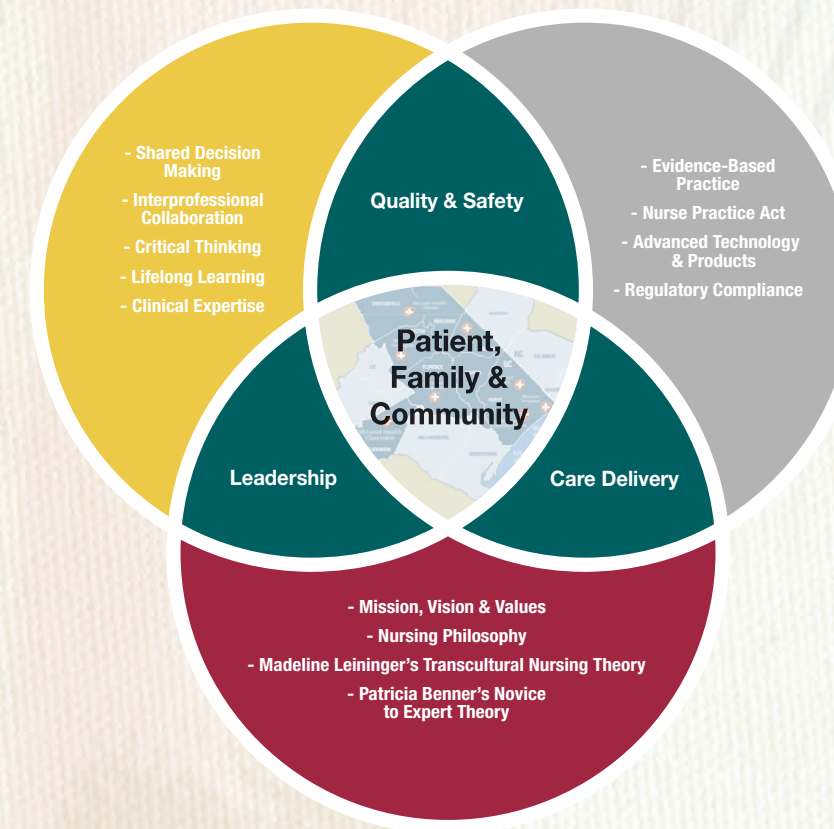 - Shared Decision
Making
- Interprofessional
Collaboration
- Critical Thinking
- Lifelong Learning
- Clinical Expertise
Quality & Safety
- Evidence-Based
Practice
- Nurse Practice Act
- Advanced Technology
& Products
- Regulatory Compliance
Patient,
Family &
Community
Leadership
Care Delivery
- Mission, Vision & Values
- Nursing Philosophy
- Madeline Leininger’s Transcultural Nursing Theory
- Patricia Benner’s Novice
to Expert Theory